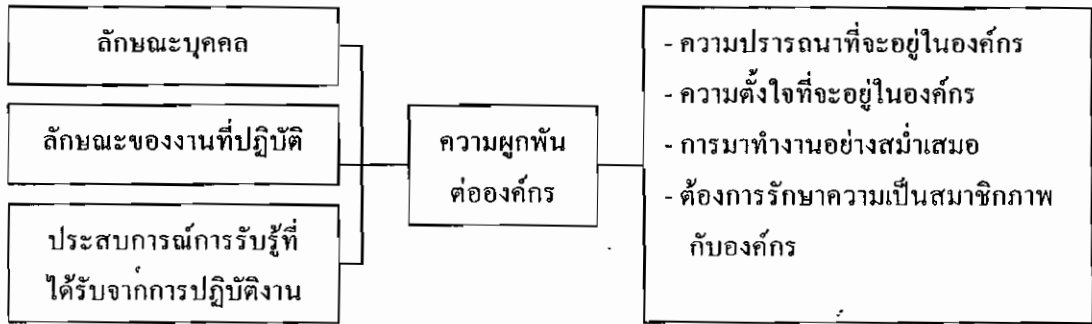 ลักษณะบุคคล
ลักษณะของงานที่ปฏิบัติ
ประสบการณ์การรับรู้ที่
ได้รับจากการปฏิบัติงาน
ความผูกพัน
ต่อองค์กร
- ความปรารถนาที่จะอยู่ในองค์กร
- ความตั้งใจที่จะอยู่ในองค์กร
- การมาทำงานอย่างสม่ำเสมอ
- ต้องการรักษาความเป็นสมาชิกภาพ
กับองค์กร